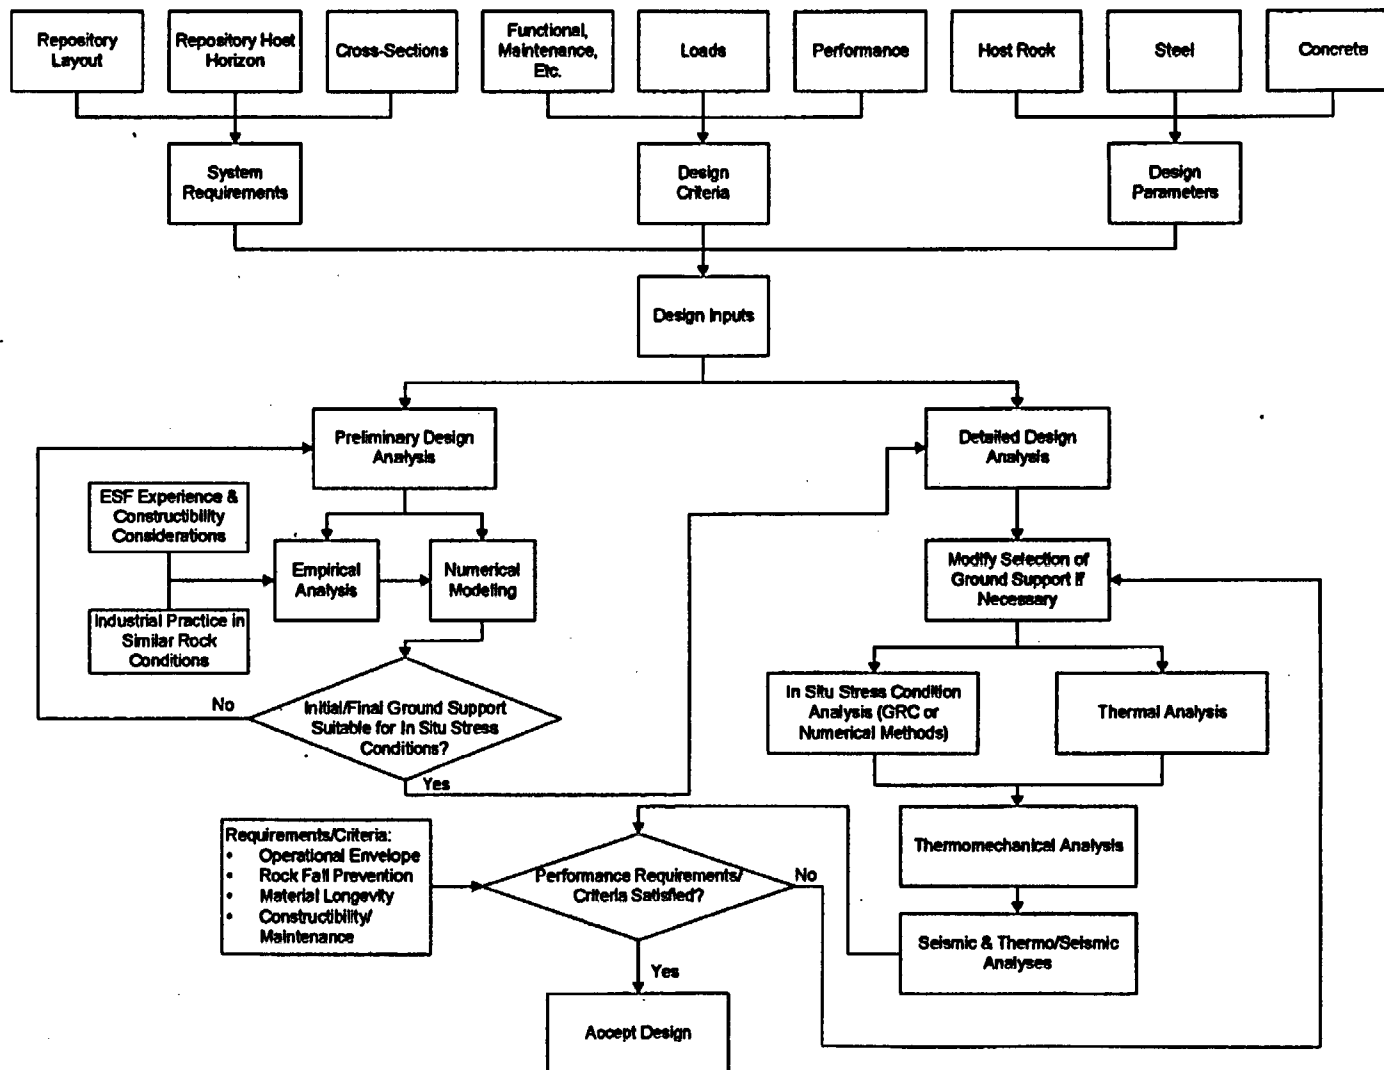 Repository
Layout
Repository Host
Horizon
Cross-Sections
Functional,
Maintenance,
Etc.
Loads
Performance
Host Rock
Steel
Concrete
System
Requirements
Design
Criteria
Design
Parameters
Design Inputs
Preliminary Design
Analysis
Detailed Design
Analysis
ESF Experience &
Constructibility
Considerations
Empirical
Analysis
Numerical
Modeling
Modify Selection of
Ground Support if
Necessary
Industrial Practice in
Similar Rock
Conditions
No
Initial/Final Ground Support
Suitable for In Situ Stress
Conditions?
Yes
In Situ Stress Condition
Analysis (GRC or
Numerical Methods)
Thermal Analysis
Requirements/Criteria:
• Operational Envelope
• Rock Fall Prevention
• Material Longevity
• Constructibility/
Maintenance
Performance Requirements/
Criteria Satisfied?
No
Thermomechanical Analysis
Seismic & Thermo/Seismic
Analyses
Yes
Accept Design